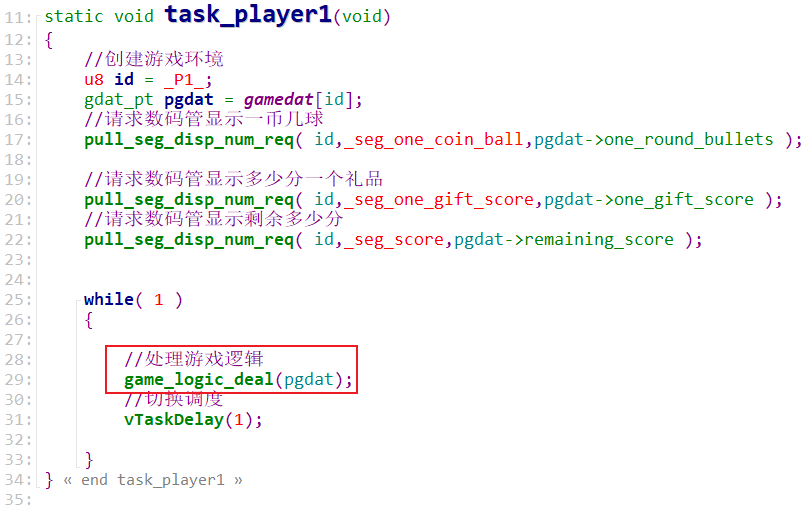 11: static void task_player1(void)
12: {
13: //创建游戏环境
14: u8 id = _P1_;
15: gdat_pt pgdat = gamedat[id];
16: //请求数码管显示一币几球
17: pull_seg_disp_num_req( id,_seg_one_coin_ball,pgdat->one_round_bullets );
18:
19: //请求数码管显示多少分一个礼品
20: pull_seg_disp_num_req( id,_seg_one_gift_score,pgdat->one_gift_score );
21: //请求数码管显示剩余多少分
22: pull_seg_disp_num_req( id,_seg_score,pgdat->remaining_score );
23:
24:
25: while( 1 )
26: {
27:
28: //处理游戏逻辑
29: game_logic_deal(pgdat);
30: //切换调度
31: vTaskDelay(1);
32:
33: }
34: } « end task_player1 »
35: